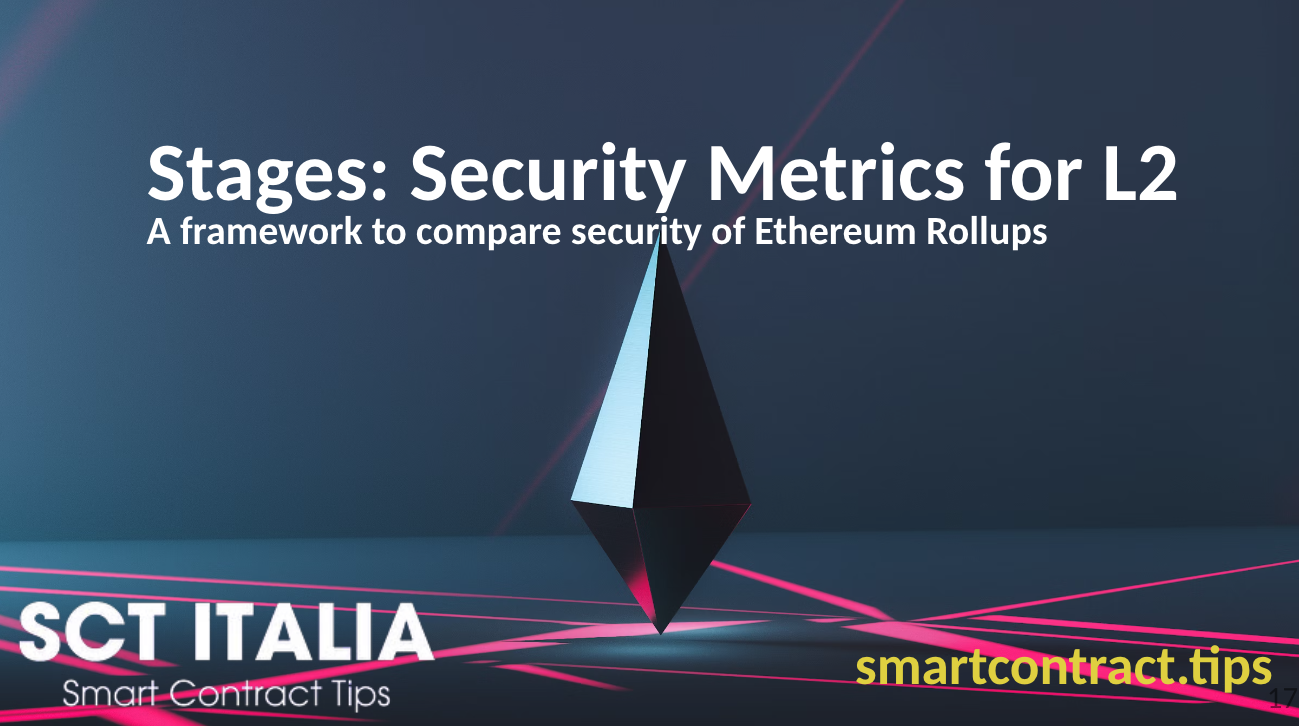 Stages: Security Metrics for L2
A framework to compare security of Ethereum Rollups
SCT ITALIA
Smart Contract Tips
smartcontract.tips
17